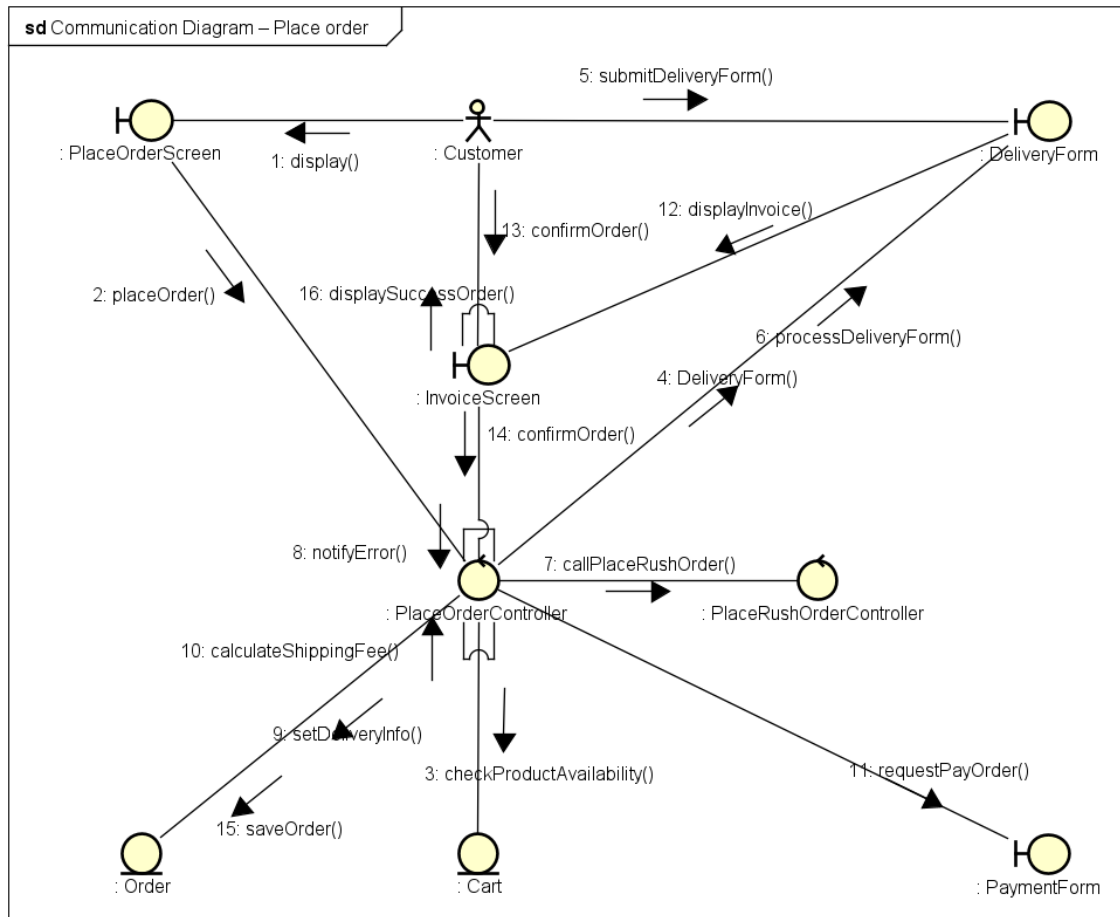 sd Communication Diagram – Place order
5: submitDeliveryForm()
: PlaceOrderScreen
1: display()
: Customer
: DeliveryForm
12: displayInvoice()
13: confirmOrder()
2: placeOrder()
16: displaySuccessOrder()
6: processDeliveryForm()
4: DeliveryForm()
: InvoiceScreen
14: confirmOrder()
8: notifyError()
7: callPlaceRushOrder()
: PlaceOrderController
: PlaceRushOrderController
10: calculateShippingFee()
9: setDeliveryInfo()
3: checkProductAvailability()
11: requestPayOrder()
15: saveOrder()
: Order
: Cart
: PaymentForm